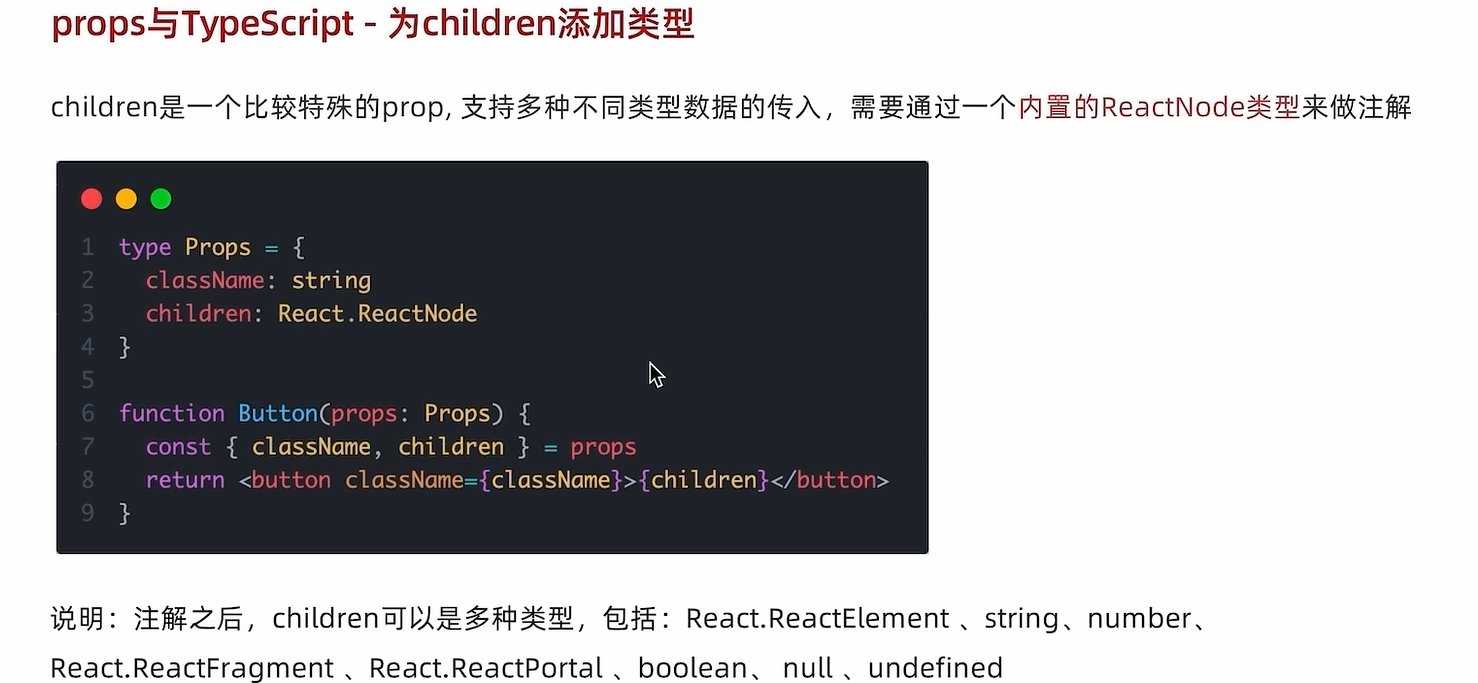 props与TypeScript - 为children添加类型
children是一个比较特殊的prop, 支持多种不同类型数据的传入，需要通过一个内置的ReactNode类型来做注解
1 type Props = {
2   className: string
3   children: React.ReactNode
4 }
5
6 function Button(props: Props) {
7   const { className, children } = props
8   return <button className={className}>{children}</button>
9 }
说明：注解之后，children可以是多种类型，包括：React.ReactElement 、string、number、
React.ReactFragment 、React.ReactPortal 、boolean、 null 、undefined